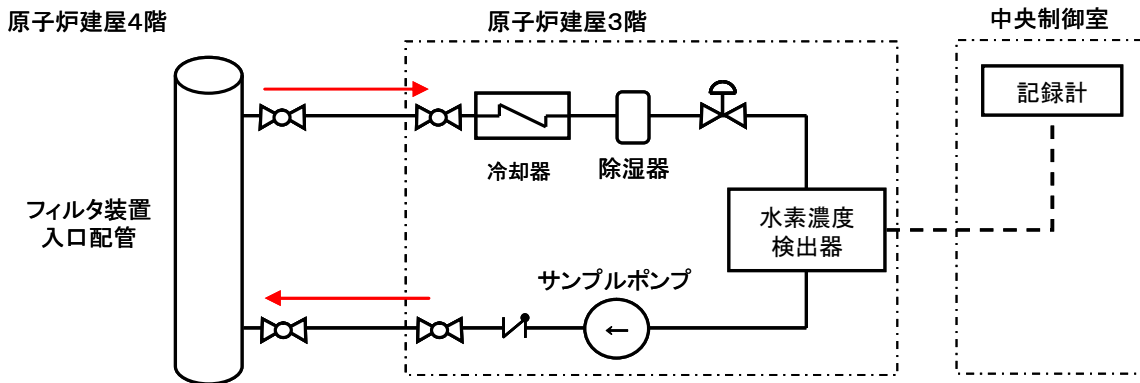 原子炉建屋4階
原子炉建屋3階
中央制御室
記録計
冷却器
除湿器
フィルタ装置
入口配管
水素濃度
検出器
サンプルポンプ
←